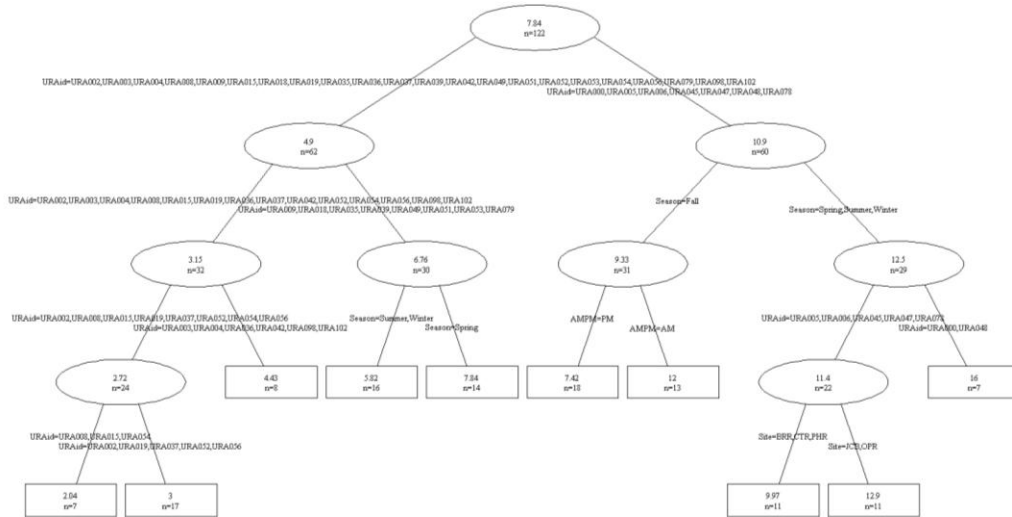 7.84
n=122
URAid=URA002,URA003,URA004,URA008,URA009,URA015,URA018,URA019,URA035,URA036,URA037,URA039,URA042,URA049,URA051,URA052,URA053,URA054,URA056,URA079,URA098,URA102
URAid=URA000,URA005,URA006,URA045,URA047,URA048,URA078
4.9
n=62
10.9
n=60
URAid=URA002,URA003,URA004,URA008,URA015,URA019,URA036,URA037,URA042,URA052,URA054,URA056,URA098,URA102
URAid=URA009,URA018,URA035,URA039,URA049,URA051,URA053,URA079
Season=Fall
Season=Spring,Summer,Winter
3.15
n=32
6.76
n=30
9.33
n=31
12.5
n=29
URAid=URA002,URA008,URA015,URA019,URA037,URA052,URA054,URA056
URAid=URA003,URA004,URA036,URA042,URA098,URA102
Season=Summer,Winter
Season=Spring
AMPM=PM
AMPM=AM
URAid=URA005,URA006,URA045,URA047,URA078
URAid=URA000,URA048
2.72
n=24
4.43
n=8
5.82
n=16
7.84
n=14
7.42
n=18
12
n=13
11.4
n=22
16
n=7
URAid=URA008,URA015,URA054
URAid=URA002,URA019,URA037,URA052,URA056
Site=BRR,CTR,PHR
Site=JCB,OPR
2.04
n=7
3
n=17
9.97
n=11
12.9
n=11